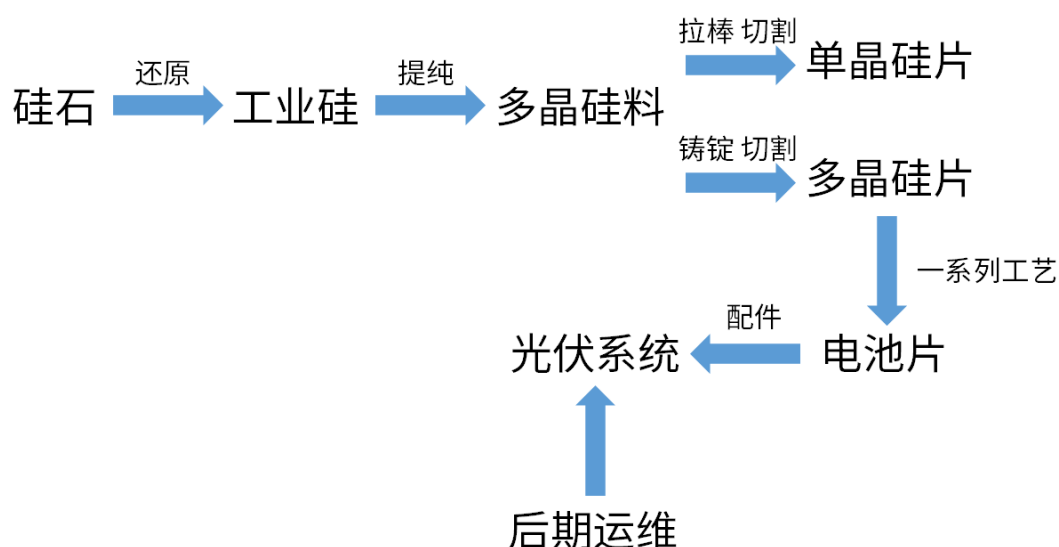 拉棒 切割
单晶硅片
还原
提纯
硅石
工业硅
多晶硅料
铸锭 切割
多晶硅片
一系列工艺
配件
光伏系统
电池片
后期运维